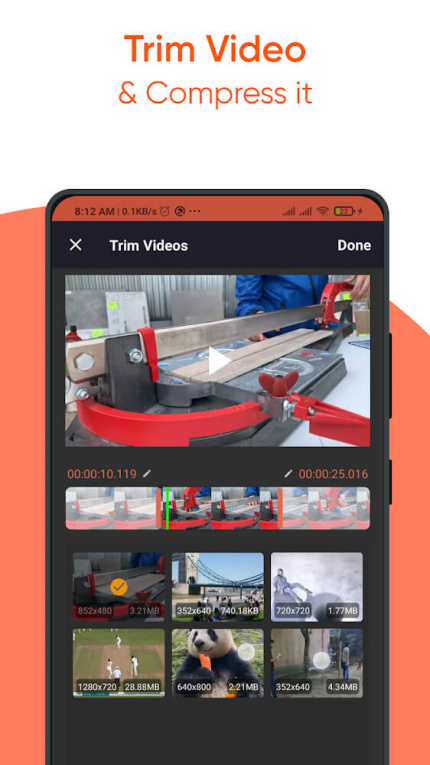 Trim Video
& Compress it
8:12 AM | 0.1KB/s
Trim Videos
Done
00:00:10.119
00:00:25.016
852x480 3.21MB
352x640 740.18KB
720x720 1.77MB
1280x720 28.88MB
640x800 2.21MB
352x640 4.34MB